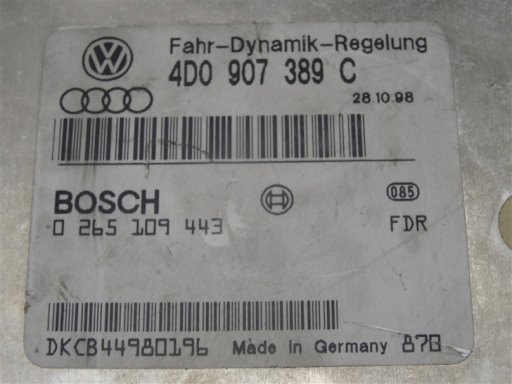 Fahr-Dynamik-Regelung
4D0 907 389 C
28.10.98
BOSCH
085
0 265 109 443
FDR
DKCB44980196 Made in Germany 87B